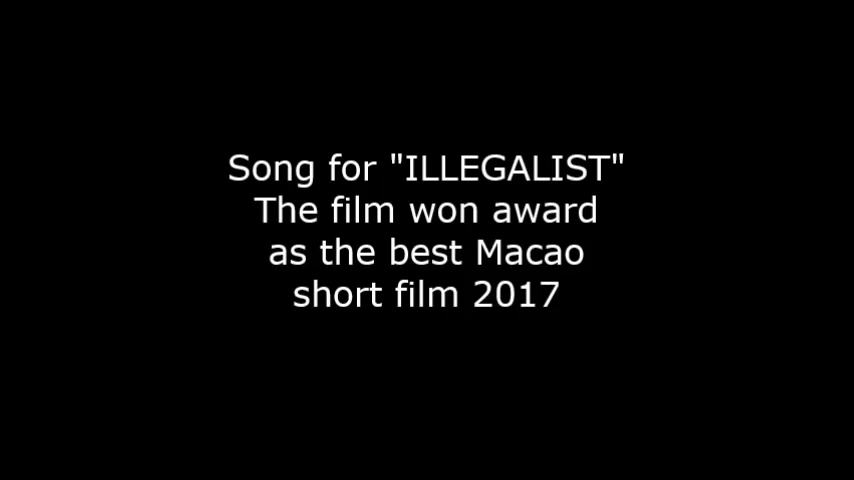 Song for "ILLEGALIST"
The film won award
as the best Macao
short film 2017